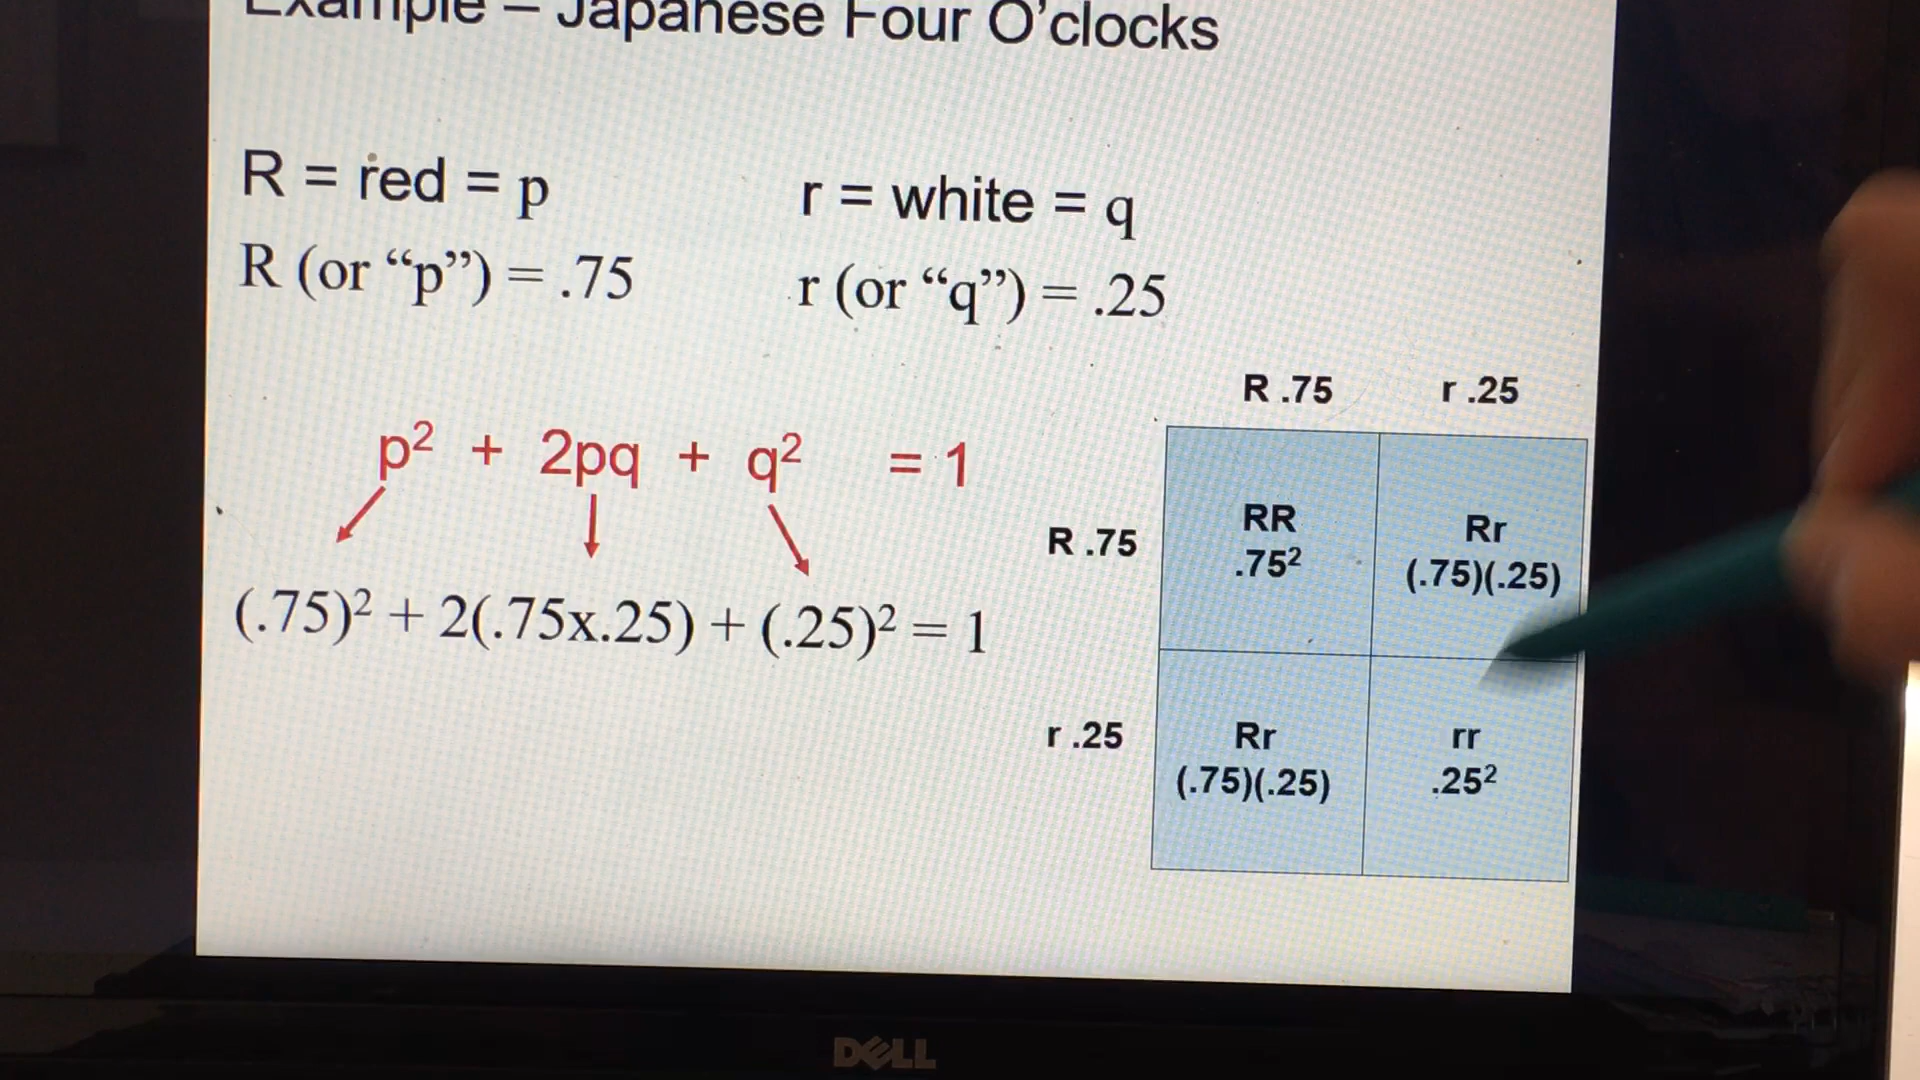 Example – Japanese Four O'clocks
R = red = p
r = white = q
R (or “p”) = .75
r (or “q”) = .25
R .75 r .25
p² + 2pq + q² = 1
R .75
RR
.75²
Rr
(.75)(.25)
(.75)² + 2(.75x.25) + (.25)² = 1
r .25
Rr
(.75)(.25)
rr
.25²
DELL